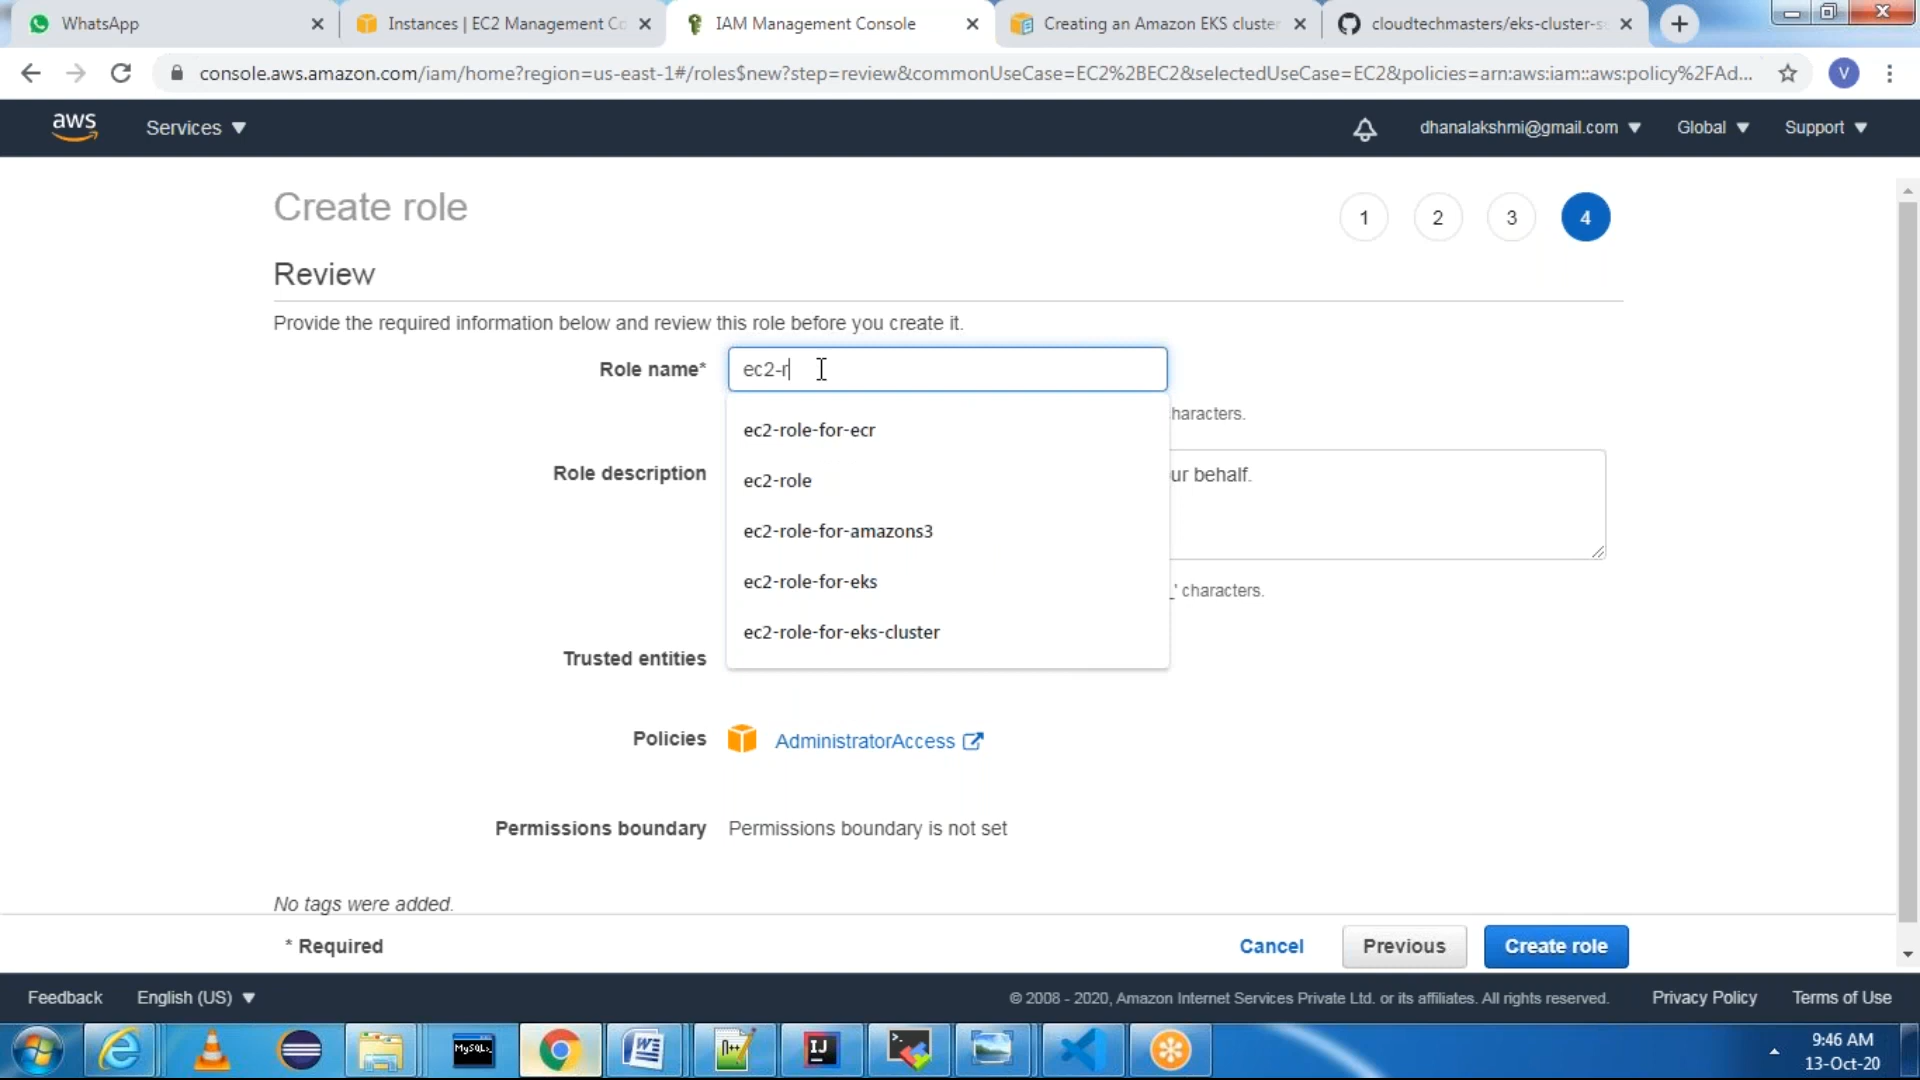 WhatsApp
Instances | EC2 Management Co
IAM Management Console
Creating an Amazon EKS cluster
cloudtechmasters/eks-cluster-se
console.aws.amazon.com/iam/home?region=us-east-1#/roles$new?step=review&commonUseCase=EC2%2BEC2&selectedUseCase=EC2&policies=arn:aws:iam::aws:policy%2FAd...
V
aws
Services
dhanalakshmi@gmail.com
Global
Support
Create role
1
2
3
4
Review
Provide the required information below and review this role before you create it.
Role name*
ec2-r
haracters.
ec2-role-for-ecr
ec2-role
ec2-role-for-amazons3
ec2-role-for-eks
ec2-role-for-eks-cluster
Role description
ur behalf.
_' characters.
Trusted entities
Policies
AdministratorAccess
Permissions boundary
Permissions boundary is not set
No tags were added.
* Required
Cancel
Previous
Create role
Feedback
English (US)
© 2008 - 2020, Amazon Internet Services Private Ltd. or its affiliates. All rights reserved.
Privacy Policy
Terms of Use
MySQL
n++
IJ
9:46 AM
13-Oct-20